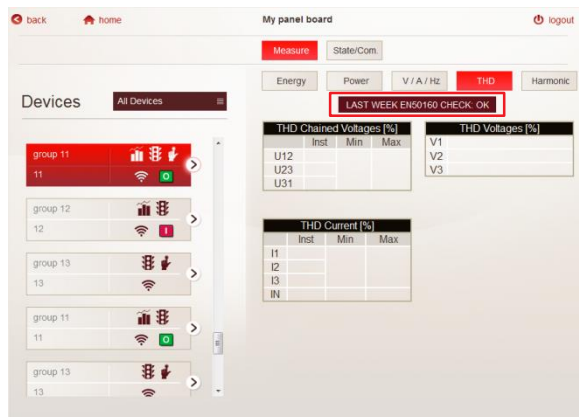 back home My panel board logout
Measure State/Com.
Energy Power V / A / Hz THD Harmonic
LAST WEEK EN50160 CHECK: OK
Devices All Devices
group 11
11 O
group 12
12 I
group 13
13
group 11
11 O
group 13
13
THD Chained Voltages [%]
Inst Min Max
U12
U23
U31
THD Voltages [%]
V1
V2
V3
THD Current [%]
Inst Min Max
I1
I2
I3
IN